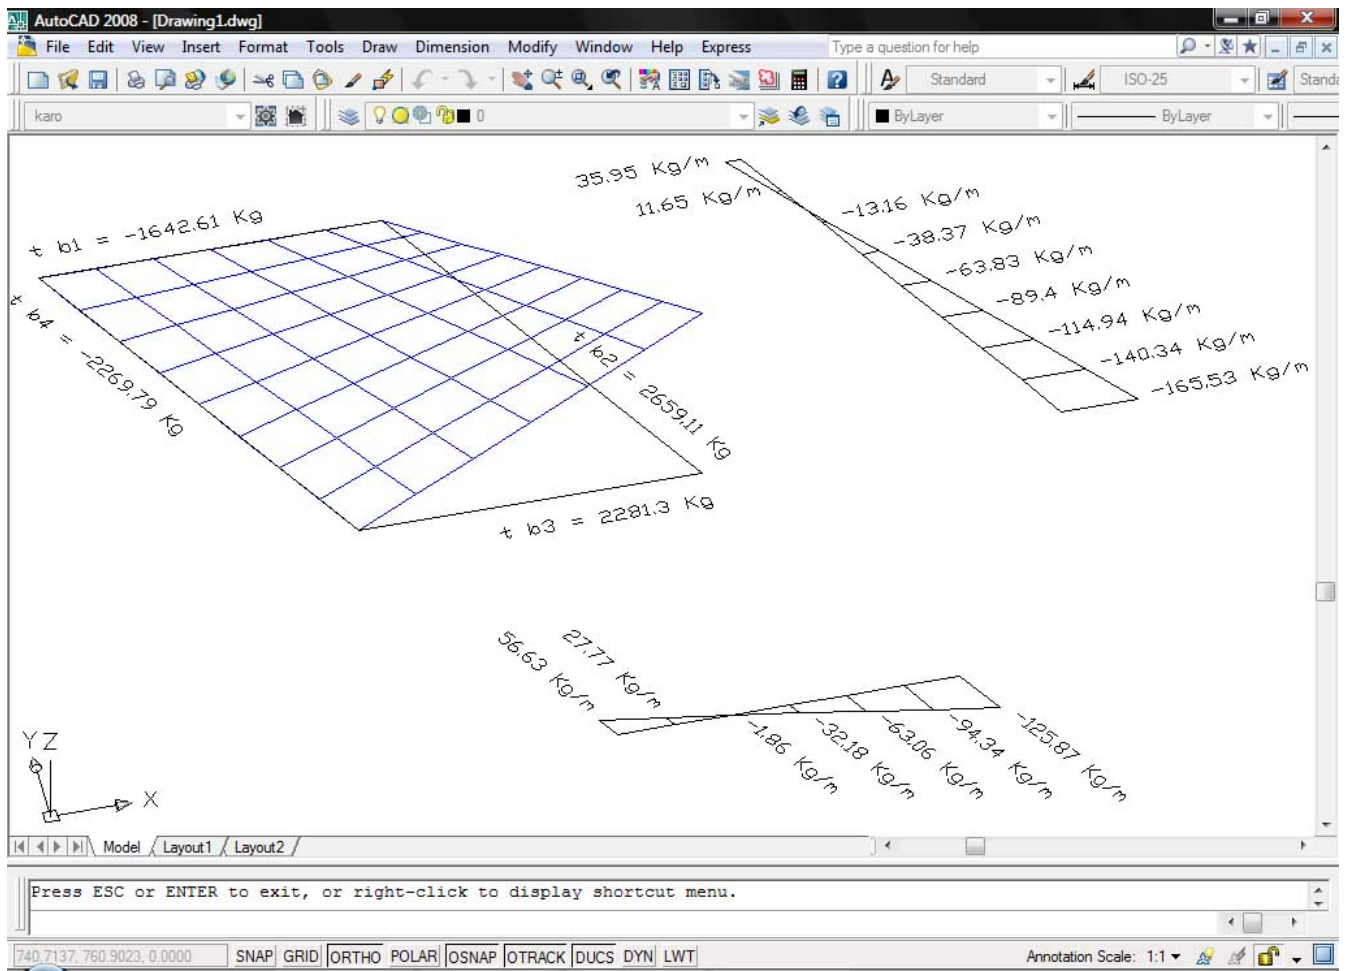 AutoCAD 2008 - [Drawing1.dwg]
File Edit View Insert Format Tools Draw Dimension Modify Window Help Express Type a question for help
Standard ISO-25 Standa
karo 0 ByLayer ByLayer
35.95 Kg/m
11.65 Kg/m
-13.16 Kg/m
-38.37 Kg/m
-63.83 Kg/m
-89.4 Kg/m
-114.94 Kg/m
-140.34 Kg/m
-165.53 Kg/m
t b1 = -1642.61 Kg
t b4 = -2269.79 Kg
t b2 = 2659.11 Kg
t b3 = 2281.3 Kg
56.63 Kg/m
27.77 Kg/m
-1.86 Kg/m
-32.18 Kg/m
-63.06 Kg/m
-94.34 Kg/m
-125.87 Kg/m
Y Z
X
Model Layout1 Layout2
Press ESC or ENTER to exit, or right-click to display shortcut menu.
740.7137, 760.9023, 0.0000 SNAP GRID ORTHO POLAR OSNAP OTRACK DUCS DYN LWT Annotation Scale: 1:1